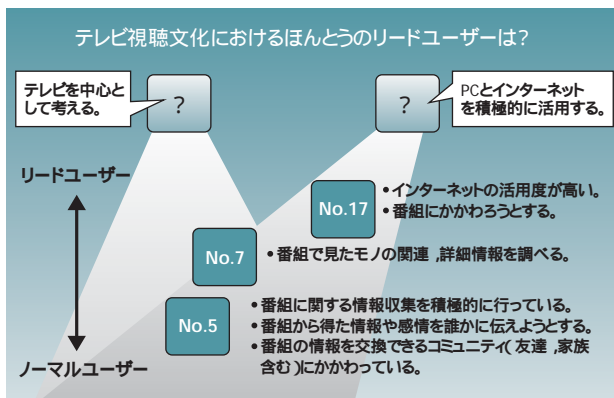 テレビ視聴文化におけるほんとうのリードユーザーは？
テレビを中心と
して考える。
？
？
PCとインターネット
を積極的に活用する。
リードユーザー
No.17
•インターネットの活用度が高い。
•番組にかかわろうとする。
No.7
•番組で見たモノの関連,詳細情報を調べる。
No.5
•番組に関する情報収集を積極的に行っている。
•番組から得た情報や感情を誰かに伝えようとする。
•番組の情報を交換できるコミュニティ(友達,家族
含む)にかかわっている。
ノーマルユーザー